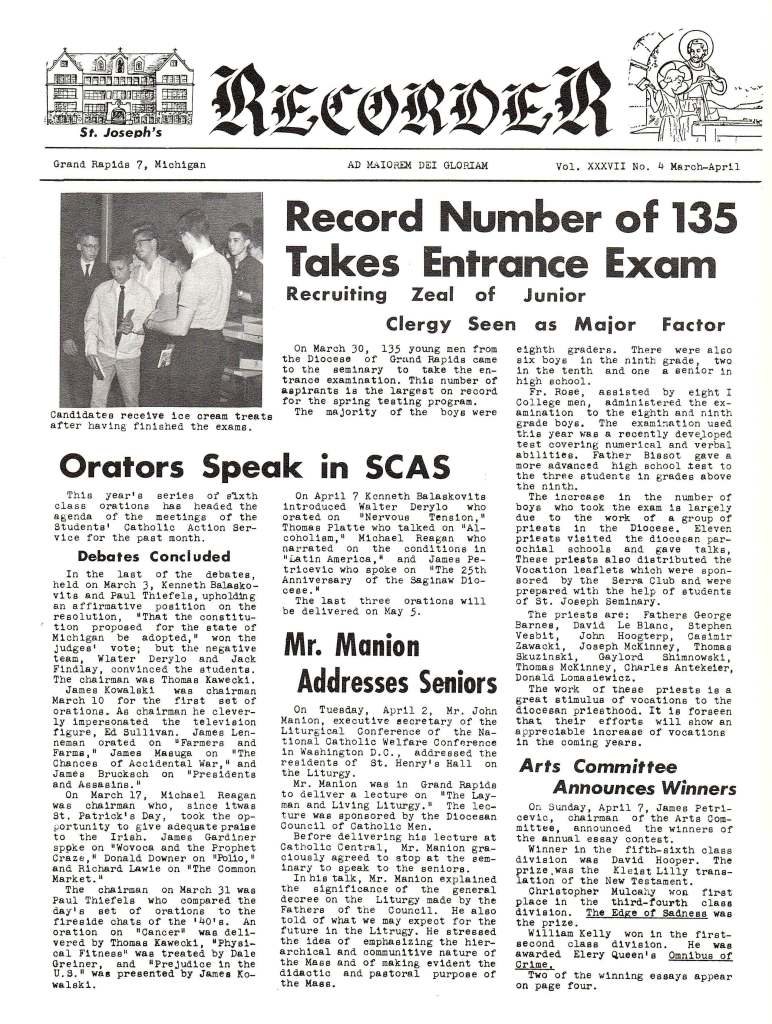 St. Joseph's
RECORDER
Grand Rapids 7, Michigan
AD MAIOREM DEI GLORIAM
Vol. XXXVII No. 4 March-April
Candidates receive ice cream treats
after having finished the exams.
Record Number of 135
Takes Entrance Exam
Recruiting Zeal of Junior
Clergy Seen as Major Factor
On March 30, 135 young men from
the Diocese of Grand Rapids came
to the seminary to take the en-
trance examination. This number of
aspirants is the largest on record
for the spring testing program.
The majority of the boys were
eighth graders. There were also
six boys in the ninth grade, two
in the tenth and one a senior in
high school.
Fr. Rose, assisted by eight I
College men, administered the ex-
amination to the eighth and ninth
grade boys. The examination used
this year was a recently developed
test covering numerical and verbal
abilities. Father Bissot gave a
more advanced high school test to
the three students in grades above
the ninth.
The increase in the number of
boys who took the exam is largely
due to the work of a group of
priests in the Diocese. Eleven
priests visited the diocesan par-
ochial schools and gave talks,
These priests also distributed the
Vocation leaflets which were spon-
sored by the Serra Club and were
prepared with the help of students
of St. Joseph Seminary.
The priests are: Fathers George
Barnes, David Le Blanc, Stephen
Vesbit, John Hoogterp, Casimir
Zawacki, Joseph McKinney, Thomas
Skuzinski, Gaylord Shimnowski,
Thomas McKinney, Charles Antekeier,
Donald Lomasiewicz.
The work of these priests is a
great stimulus of vocations to the
diocesan priesthood. It is forseen
that their efforts will show an
appreciable increase of vocations
in the coming years.
Orators Speak in SCAS
This year's series of sixth
class orations has headed the
agenda of the meetings of the
Students' Catholic Action Ser-
vice for the past month.
Debates Concluded
In the last of the debates,
held on March 3, Kenneth Balasko-
vits and Paul Thiefels, upholding
an affirmative position on the
resolution, "That the constitu-
tion proposed for the state of
Michigan be adopted," won the
judges' vote; but the negative
team, Wlater Derylo and Jack
Findlay, convinced the students.
The chairman was Thomas Kawecki.
James Kowalski was chairman
March 10 for the first set of
orations. As chairman he clever-
ly impersonated the television
figure, Ed Sullivan. James Len-
neman orated on "Farmers and
Farms," James Masuga on "The
Chances of Accidental War," and
James Brucksch on "Presidents
and Assasins."
On March 17, Michael Reagan
was chairman who, since itwas
St. Patrick's Day, took the op-
portunity to give adequate praise
to the Irish. James Gardiner
sppke on "Wovoca and the Prophet
Craze," Donald Downer on "Polio,"
and Richard Lawie on "The Common
Market."
The chairman on March 31 was
Paul Thiefels who compared the
day's set of orations to the
fireside chats of the '40's. An
oration on "Cancer" was deli-
vered by Thomas Kawecki, "Physi-
cal Fitness" was treated by Dale
Greiner, and "Prejudice in the
U.S." was presented by James Ko-
walski.
On April 7 Kenneth Balaskovits
introduced Walter Derylo who
orated on "Nervous Tension,"
Thomas Platte who talked on "Al-
coholism," Michael Reagan who
narrated on the conditions in
"Latin America," and James Pe-
tricevic who spoke on "The 25th
Anniversary of the Saginaw Dio-
cese."
The last three orations will
be delivered on May 5.
Mr. Manion
Addresses Seniors
On Tuesday, April 2, Mr. John
Manion, executive secretary of the
Liturgical Conference of the Na-
tional Catholic Welfare Conference
in Washington D.C., addressed the
residents of St. Henry's Hall on
the Liturgy.
Mr. Manion was in Grand Rapids
to deliver a lecture on "The Lay-
man and Living Liturgy." The lec-
ture was sponsored by the Diocesan
Council of Catholic Men.
Before delivering his lecture at
Catholic Central, Mr. Manion gra-
ciously agreed to stop at the sem-
inary to speak to the seniors.
In his talk, Mr. Manion explained
the significance of the general
decree on the Liturgy made by the
Fathers of the Council. He also
told of what we may expect for the
future in the Litrugy. He stressed
the idea of emphasizing the hier-
archical and communitive nature of
the Mass and of making evident the
didactic and pastoral purpose of
the Mass.
Arts Committee
Announces Winners
On Sunday, April 7, James Petri-
cevic, chairman of the Arts Com-
mittee, announced the winners of
the annual essay contest.
Winner in the fifth-sixth class
division was David Hooper. The
prize was the Kleist Lilly trans-
lation of the New Testament.
Christopher Mulcahy won first
place in the third-fourth class
division. The Edge of Sadness was
the prize.
William Kelly won in the first-
second class division. He was
awarded Elery Queen's Omnibus of
Crime.
Two of the winning essays appear
on page four.